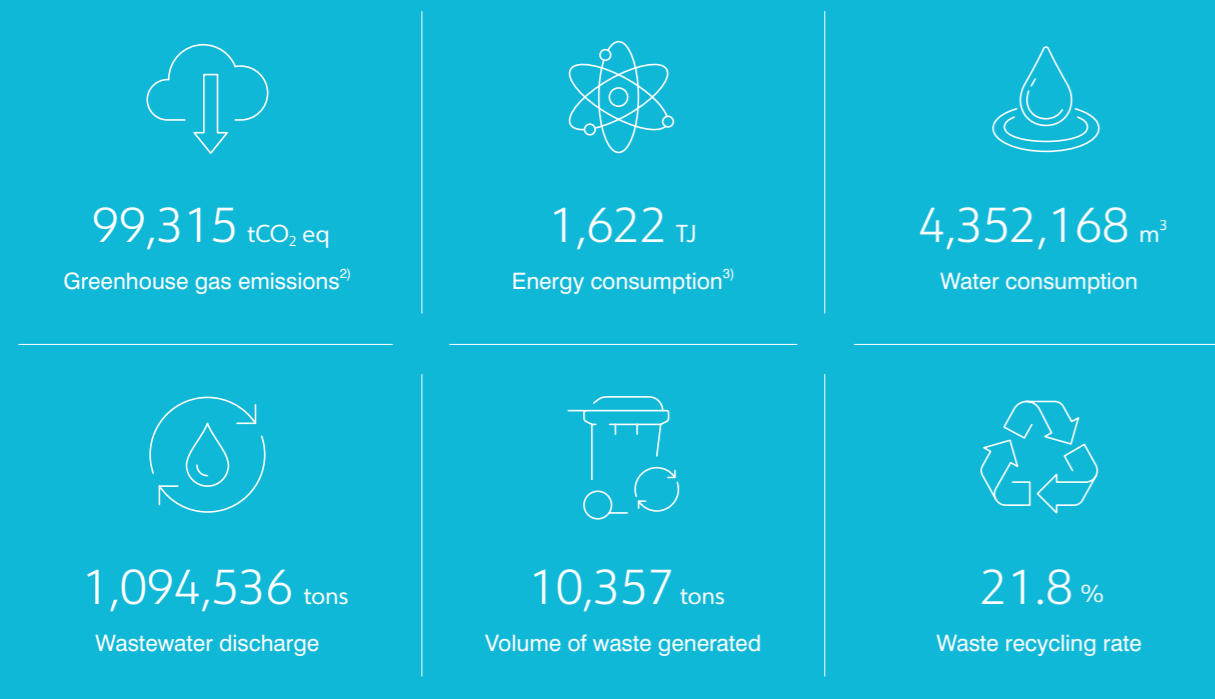 99,315 tCO₂ eq
Greenhouse gas emissions²⁾
1,622 TJ
Energy consumption³⁾
4,352,168 m³
Water consumption
1,094,536 tons
Wastewater discharge
10,357 tons
Volume of waste generated
21.8 %
Waste recycling rate